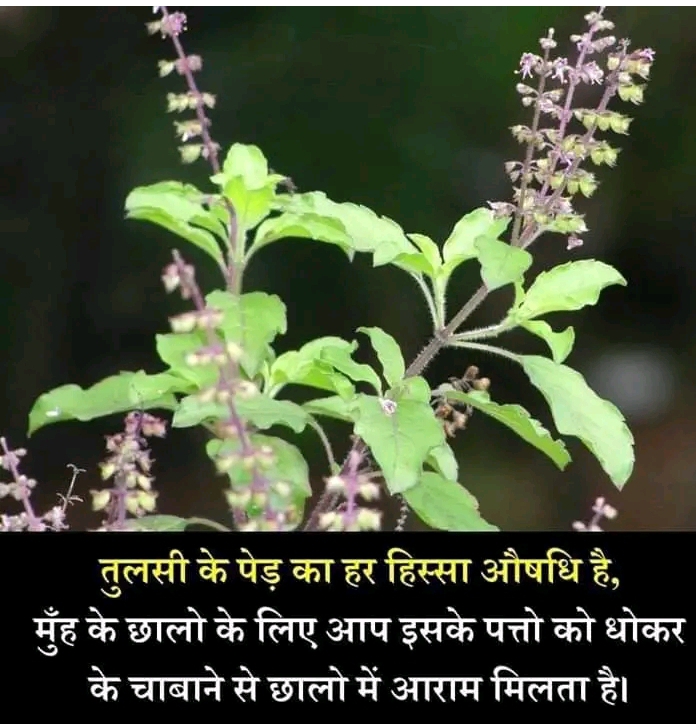 तुलसी के पेड़ का हर हिस्सा औषधि है,
मुँह के छालो के लिए आप इसके पत्तो को धोकर
के चाबाने से छालो में आराम मिलता है।